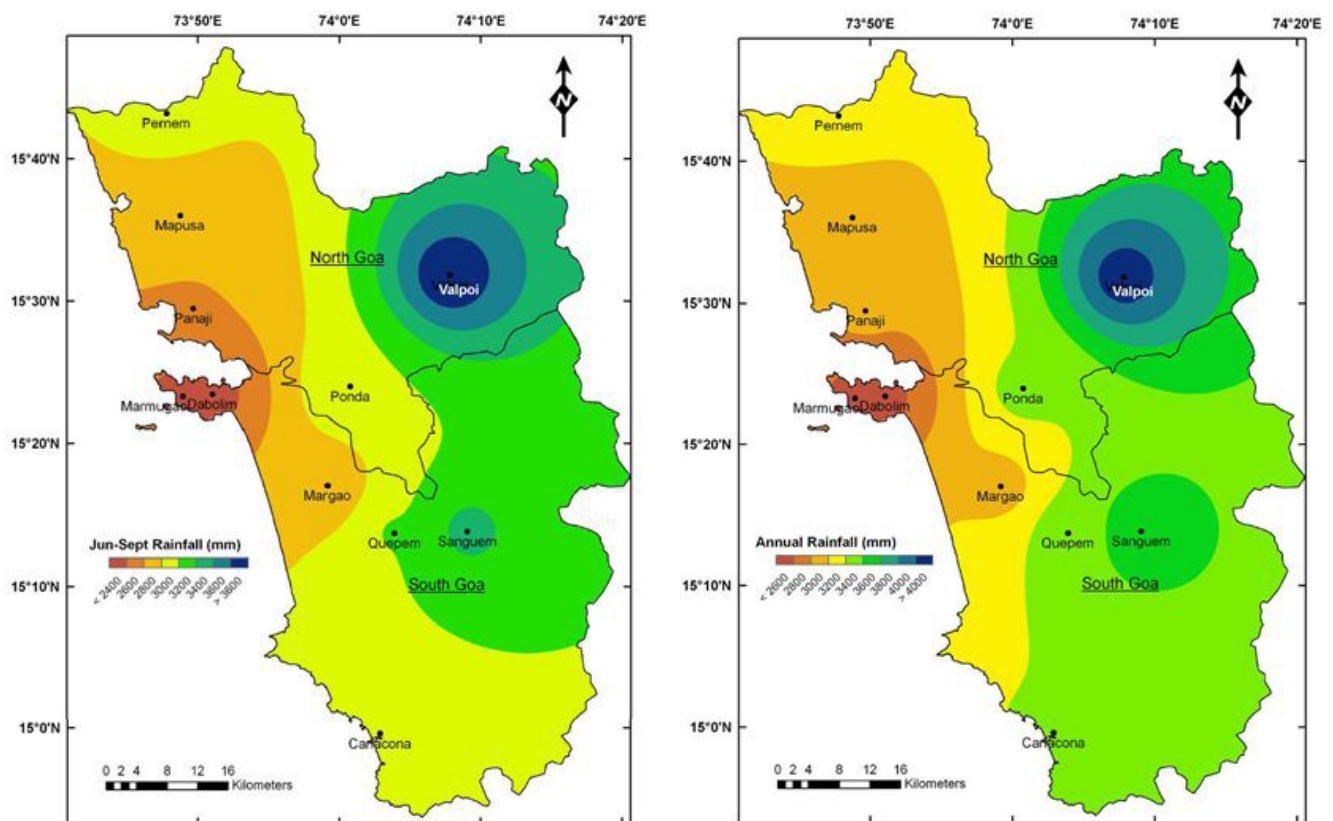 73°50'E 74°0'E 74°10'E 74°20'E
N
Pernem
15°40'N
Mapusa
North Goa
Valpoi
15°30'N
Panaji
Ponda
Marmugao Dabolim
15°20'N
Margao
Quepem Sanguem
Jun-Sept Rainfall (mm)
< 2400 2600 2800 3000 3200 3400 3600 > 3600
South Goa
15°10'N
15°0'N
Canacona
0 2 4 8 12 16
Kilometers
73°50'E 74°0'E 74°10'E 74°20'E
N
Pernem
15°40'N
Mapusa
North Goa
Valpoi
15°30'N
Panaji
Ponda
Marmugao Dabolim
15°20'N
Margao
Quepem Sanguem
Annual Rainfall (mm)
< 2600 2800 3000 3200 3400 3600 3800 4000 > 4000
South Goa
15°10'N
15°0'N
Canacona
0 2 4 8 12 16
Kilometers